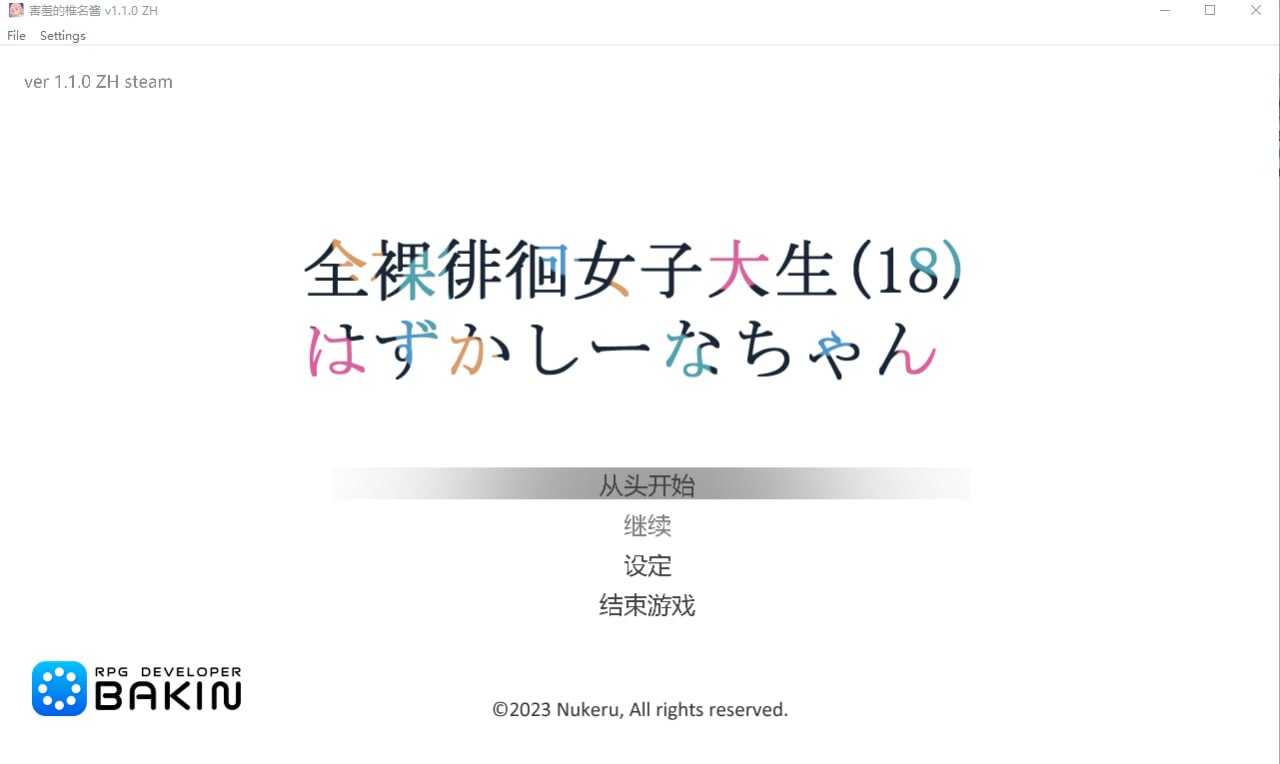 害羞的椎名酱 v1.1.0 ZH
File Settings
ver 1.1.0 ZH steam
全裸徘徊女子大生(18)
はずかしーなちゃん
从头开始
继续
设定
结束游戏
RPG DEVELOPER
BAKIN
©2023 Nukeru, All rights reserved.